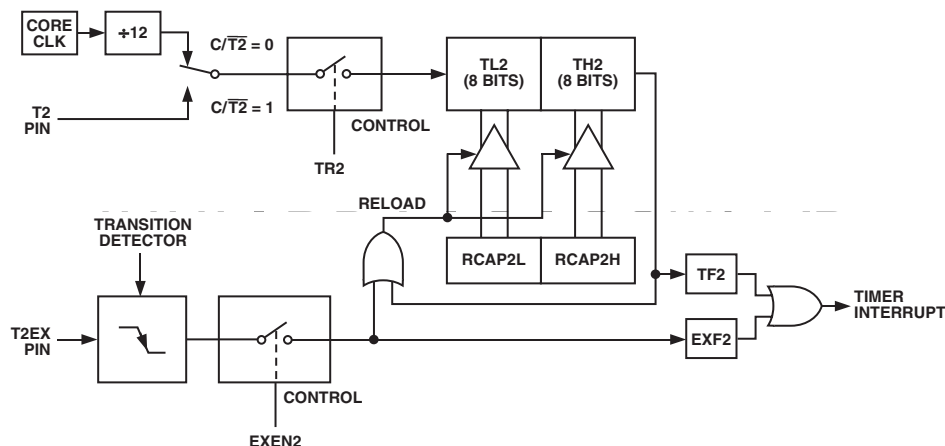 CORE
CLK
÷12
C/T2 = 0
C/T2 = 1
T2
PIN
CONTROL
TR2
TL2
(8 BITS)
TH2
(8 BITS)
RELOAD
TRANSITION
DETECTOR
RCAP2L
RCAP2H
TF2
TIMER
INTERRUPT
T2EX
PIN
EXF2
CONTROL
EXEN2